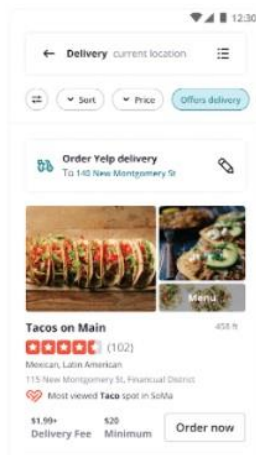 12:30
← Delivery current location
Sort Price Offers delivery
Order Yelp delivery
To 140 New Montgomery St
Menu
Tacos on Main 458 ft
(102)
Mexican, Latin American
115 New Montgomery St, Financial District
Most viewed Taco spot in SoMa
$1.99+ $20
Delivery Fee Minimum Order now